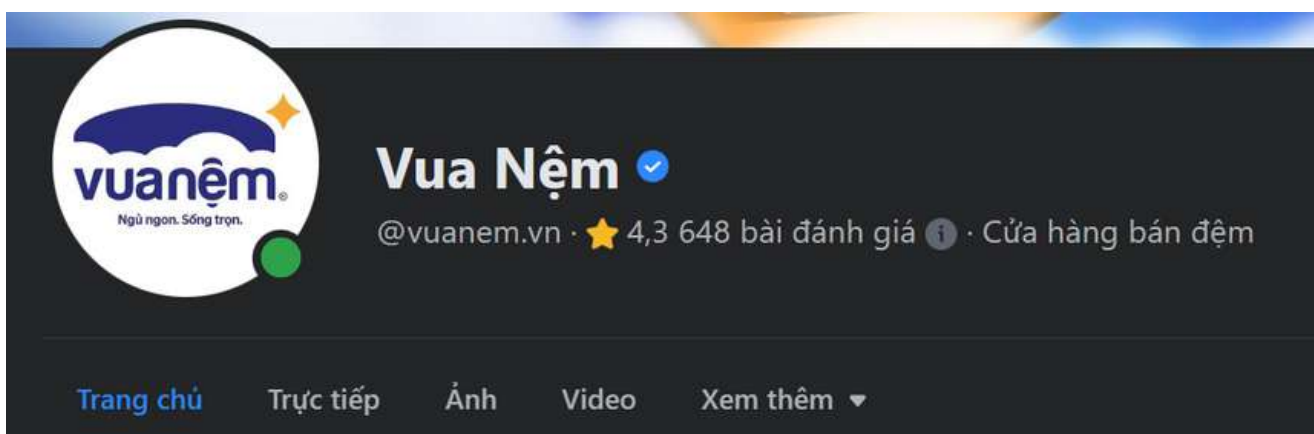 vuanệm®
Ngủ ngon. Sống trọn.
Vua Nệm
@vuanem.vn · 4,3 648 bài đánh giá i · Cửa hàng bán đệm
Trang chủ Trực tiếp Ảnh Video Xem thêm